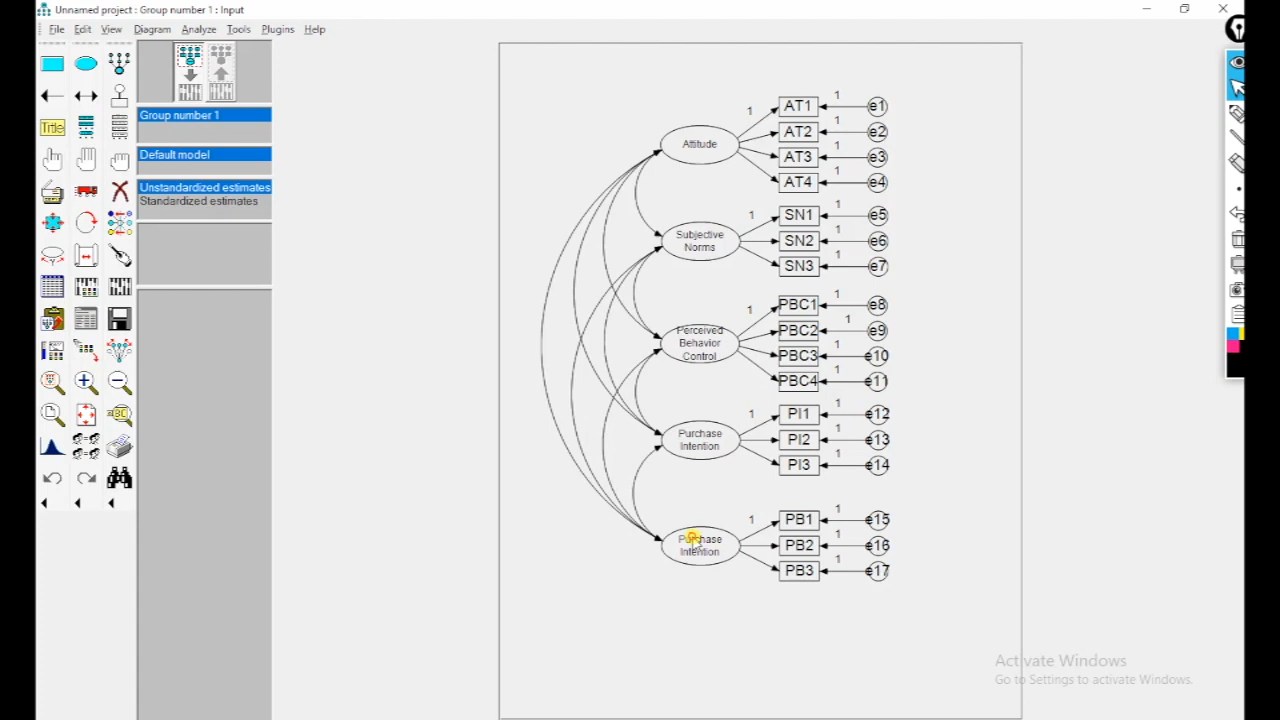 Unnamed project : Group number 1 : Input
File Edit View Diagram Analyze Tools Plugins Help
Title
Group number 1
Default model
Unstandardized estimates
Standardized estimates
Attitude
1
AT1
1
e1
AT2
1
e2
AT3
1
e3
AT4
1
e4
Subjective
Norms
1
SN1
1
e5
SN2
1
e6
SN3
1
e7
Perceived
Behavior
Control
1
PBC1
1
e8
PBC2
1
e9
PBC3
1
e10
PBC4
1
e11
Purchase
Intention
1
PI1
1
e12
PI2
1
e13
PI3
1
e14
Purchase
Intention
1
PB1
1
e15
PB2
1
e16
PB3
1
e17
Activate Windows
Go to Settings to activate Windows.